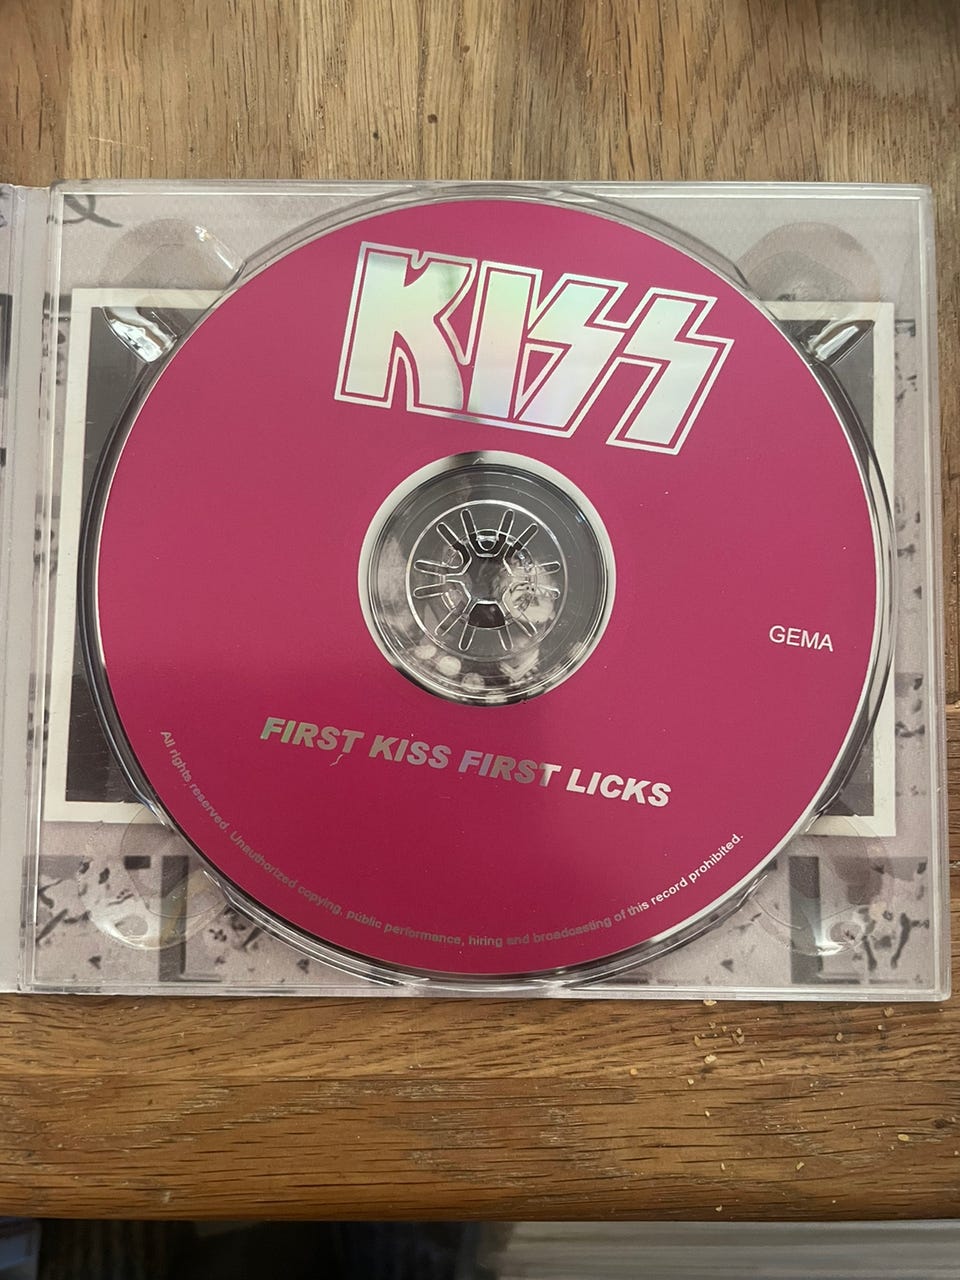 KISS
GEMA
FIRST KISS FIRST LICKS
All rights reserved. Unauthorized copying, public performance, hiring and broadcasting of this record prohibited.